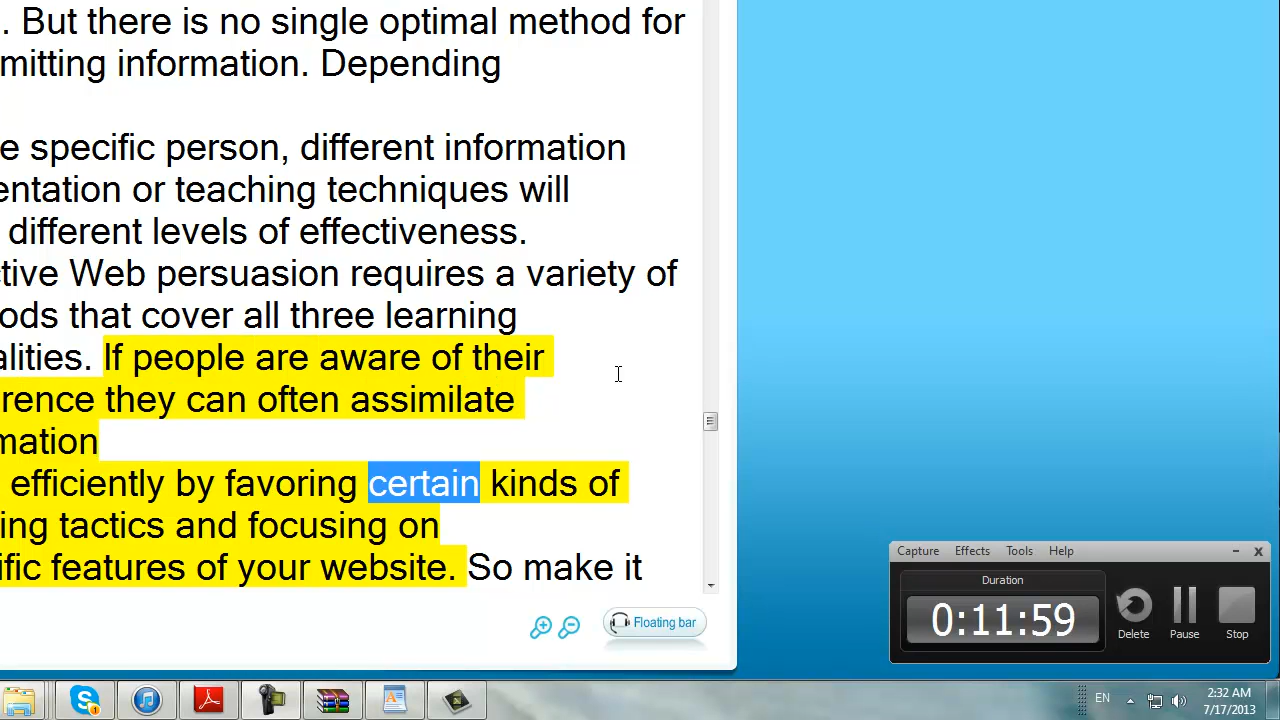 . But there is no single optimal method for
mitting information. Depending
e specific person, different information
entation or teaching techniques will
different levels of effectiveness.
ctive Web persuasion requires a variety of
ods that cover all three learning
alities. If people are aware of their
rence they can often assimilate
mation
efficiently by favoring certain kinds of
ing tactics and focusing on
ific features of your website. So make it
Floating bar
Capture Effects Tools Help
Duration
0:11:59
Delete Pause Stop
1
EN
2:32 AM
7/17/2013